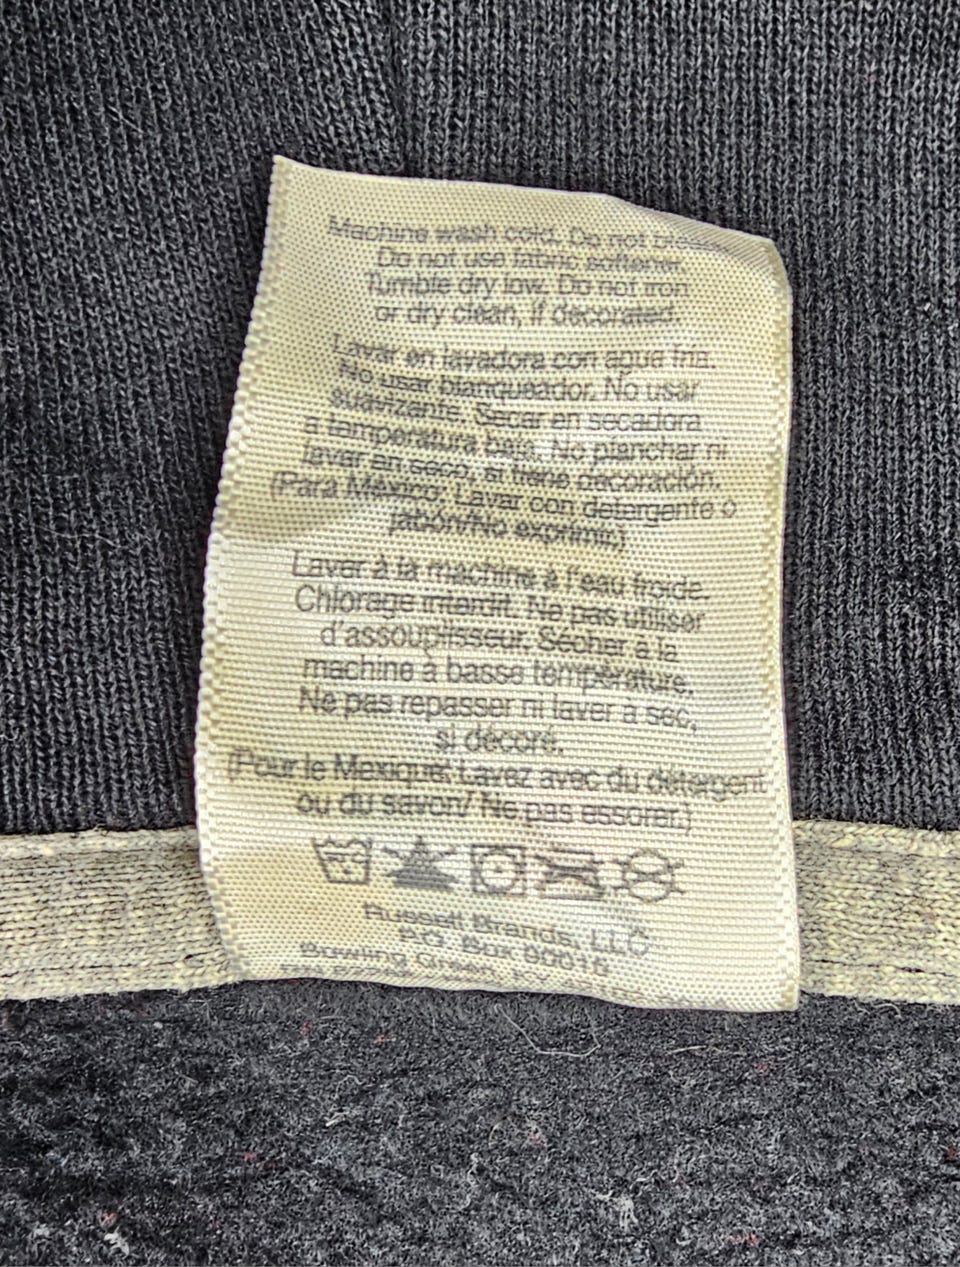 Machine wash cold. Do not
Do not use fabric softener.
Tumble dry low. Do not iron
or dry clean, if decorated.
Lavar en lavadora con agua fría.
No usar blanqueador. No usar
suavizante. Secar en secadora
a temperatura baja. No planchar ni
lavar en seco, si tiene decoración.
(Para México: Lavar con detergente o
jabón/No exprimir.)
Laver à la machine à l'eau froide.
Chlorage interdit. Ne pas utiliser
d'assouplisseur. Sécher à la
machine à basse température.
Ne pas repasser ni laver à sec,
si décoré.
(Pour le Mexique: Lavez avec du détergent
ou du savon/ Ne pas essorer.)
Russell Brands, LLC
P.O. Box 90015
Bowling Green,